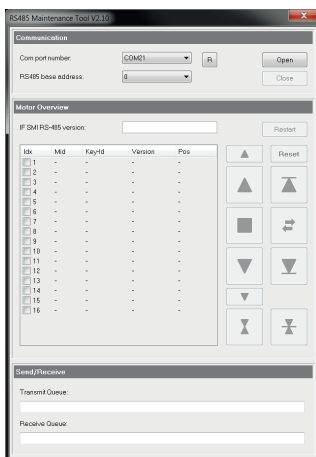 RS485 Maintenance Tool V2.10
Communication
Com port number: COM21 R Open
RS485 base address: 8 Close
Motor Overview
IF SMI RS-485 version: Restart
Idx Mid Key-Id Version Pos Reset
1 - - - -
2 - - - -
3 - - - -
4 - - - -
5 - - - -
6 - - - -
7 - - - -
8 - - - -
9 - - - -
10 - - - -
11 - - - -
12 - - - -
13 - - - -
14 - - - -
15 - - - -
16 - - - -
Send/Receive
Transmit Queue:
Receive Queue: